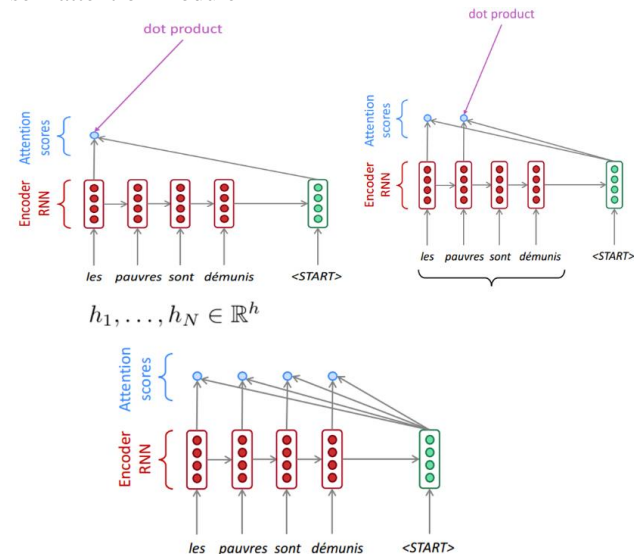 dot product
Attention
scores
Encoder
RNN
les pauvres sont démunis <START>
dot product
Attention
scores
Encoder
RNN
les pauvres sont démunis <START>
h₁, . . . , h_N ∈ ℝʰ
Attention
scores
Encoder
RNN
les pauvres sont démunis <START>